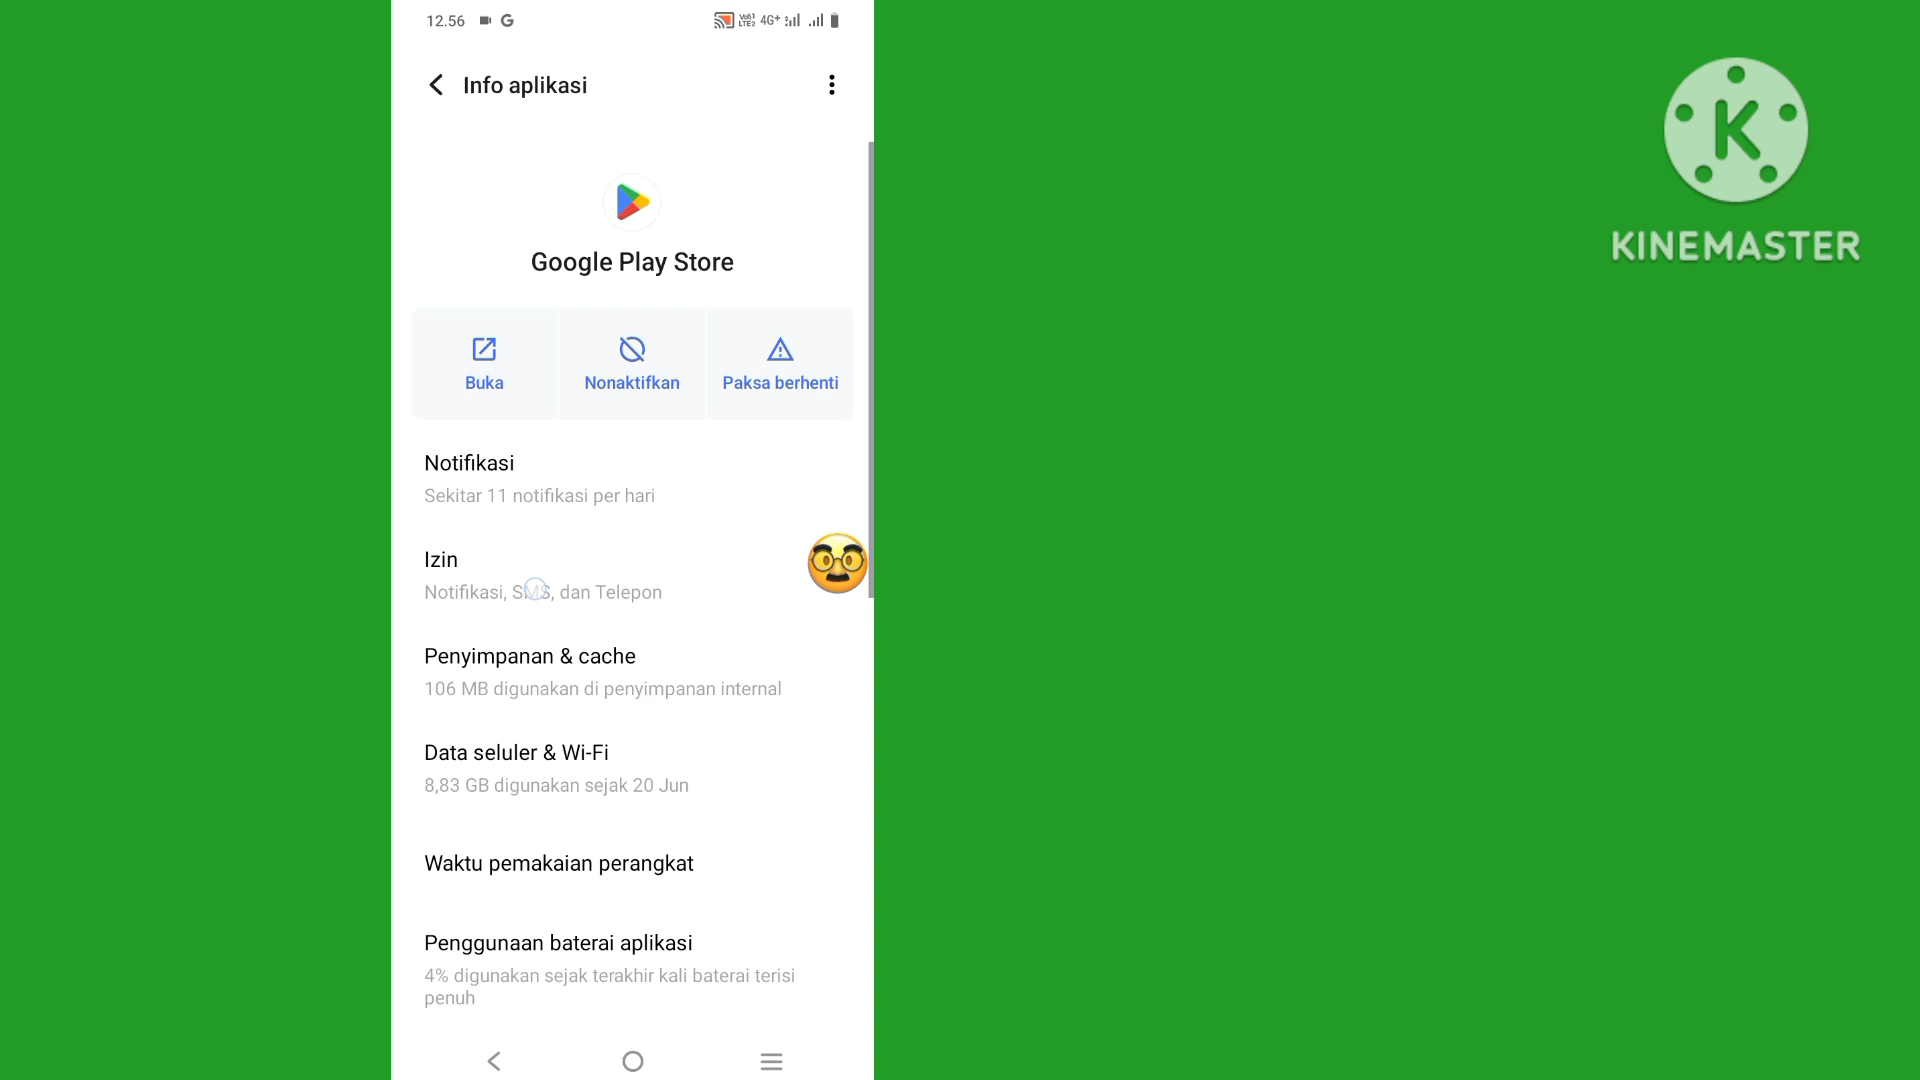 12.56
4G+
Info aplikasi
Google Play Store
Buka
Nonaktifkan
Paksa berhenti
Notifikasi
Sekitar 11 notifikasi per hari
Izin
Notifikasi, SMS, dan Telepon
Penyimpanan & cache
106 MB digunakan di penyimpanan internal
Data seluler & Wi-Fi
8,83 GB digunakan sejak 20 Jun
Waktu pemakaian perangkat
Penggunaan baterai aplikasi
4% digunakan sejak terakhir kali baterai terisi
penuh
K
KINEMASTER